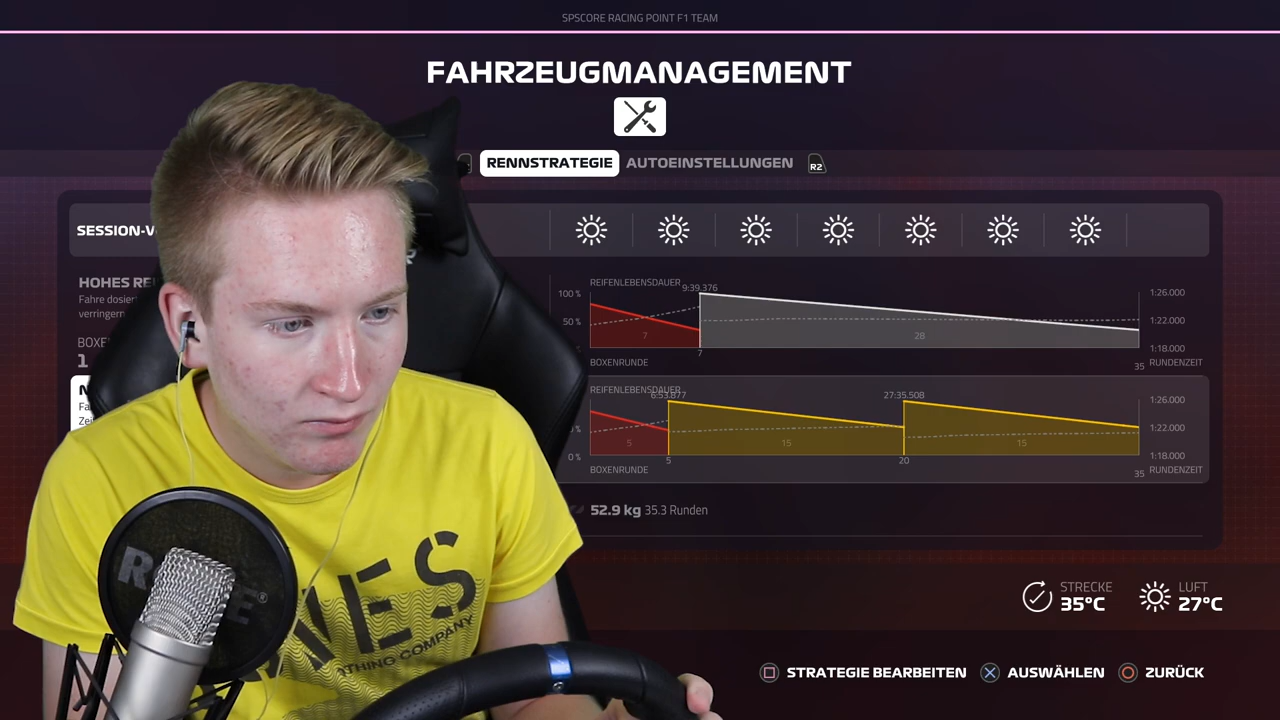 SPSCORE RACING POINT F1 TEAM
FAHRZEUGMANAGEMENT
RENNSTRATEGIE AUTOEINSTELLUNGEN R2
SESSION-V
HOHES RE
Fahre dosier
verringern
BOXE
1
REIFENLEBENSDAUER
9:39.376
100 %
50 %
7
28
1:26.000
1:22.000
1:18.000
BOXENRUNDE
7
35
RUNDENZEIT
REIFENLEBENSDAUER
6:53.877
27:35.508
0 %
5
15
15
1:26.000
1:22.000
1:18.000
BOXENRUNDE
5
20
35
RUNDENZEIT
52.9 kg 35.3 Runden
STRECKE
35°C
LUFT
27°C
STRATEGIE BEARBEITEN
AUSWÄHLEN
ZURÜCK